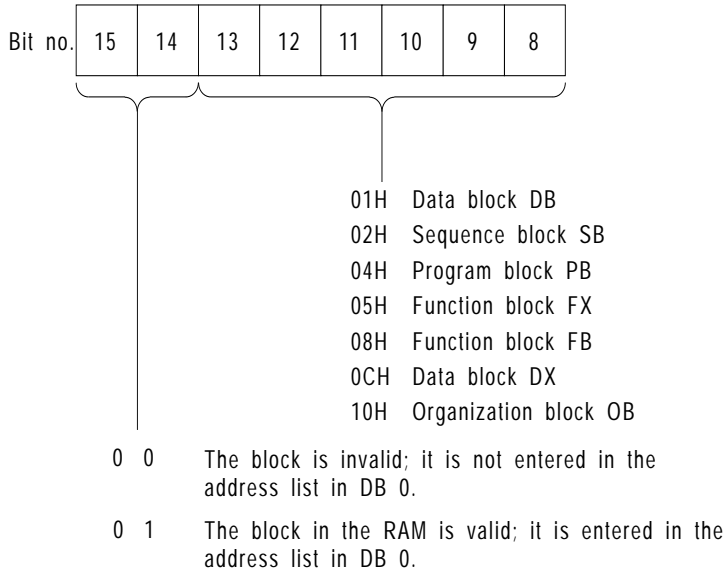 Bit no. 15 14 13 12 11 10 9 8
01H Data block DB
02H Sequence block SB
04H Program block PB
05H Function block FX
08H Function block FB
0CH Data block DX
10H Organization block OB
0 0 The block is invalid; it is not entered in the
address list in DB 0.
0 1 The block in the RAM is valid; it is entered in the
address list in DB 0.